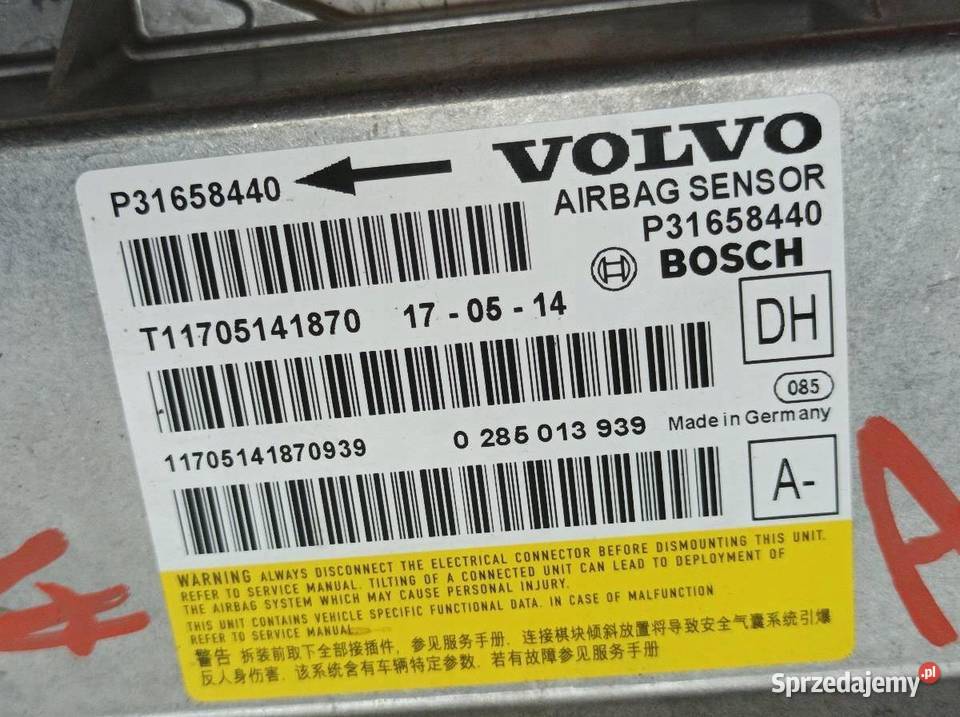 VOLVO
P31658440
AIRBAG SENSOR
P31658440
BOSCH
T11705141870 17 - 05 - 14
DH
085
11705141870939 0 285 013 939 Made in Germany
A-
WARNING ALWAYS DISCONNECT THE ELECTRICAL CONNECTOR BEFORE DISMOUNTING THIS UNIT.
REFER TO SERVICE MANUAL. TILTING OF A CONNECTED UNIT CAN LEAD TO DEPLOYMENT OF
THE AIRBAG SYSTEM WHICH MAY CAUSE PERSONAL INJURY.
THIS UNIT CONTAINS VEHICLE SPECIFIC FUNCTIONAL DATA. IN CASE OF MALFUNCTION
REFER TO SERVICE MANUAL.
警告 拆装前取下全部接插件, 参见服务手册. 连接模块倾斜放置将导致安全气囊系统引爆
及人身伤害. 该系统含有车辆特定参数. 若有故障参见服务手册
A
Sprzedajemy.pl